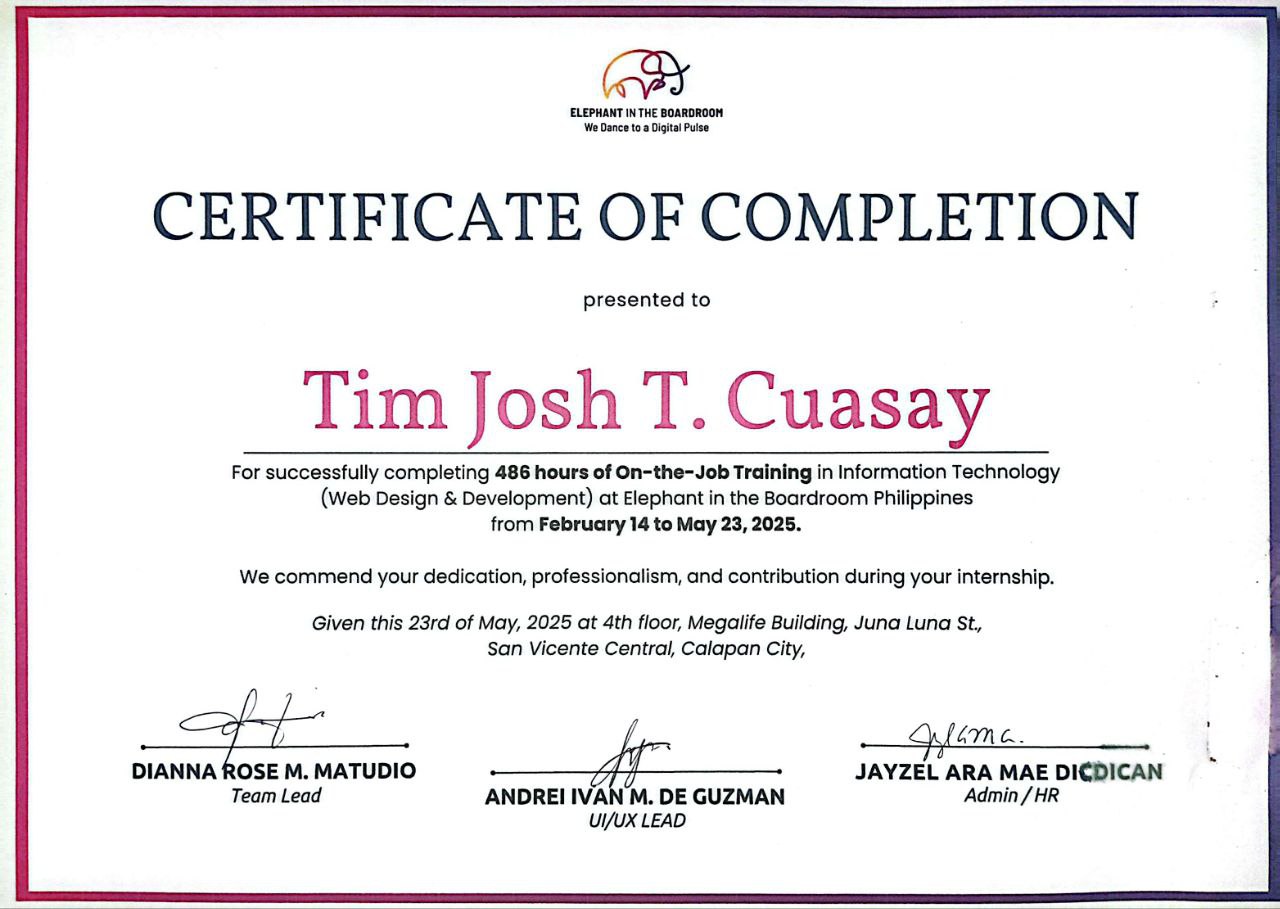 ELEPHANT IN THE BOARDROOM
We Dance to a Digital Pulse
CERTIFICATE OF COMPLETION
presented to
Tim Josh T. Cuasay
For successfully completing 486 hours of On-the-Job Training in Information Technology
(Web Design & Development) at Elephant in the Boardroom Philippines
from February 14 to May 23, 2025.
We commend your dedication, professionalism, and contribution during your internship.
Given this 23rd of May, 2025 at 4th floor, Megalife Building, Juna Luna St.,
San Vicente Central, Calapan City,
DIANNA ROSE M. MATUDIO
Team Lead
ANDREI IVAN M. DE GUZMAN
UI/UX LEAD
JAYZEL ARA MAE DICDICAN
Admin / HR